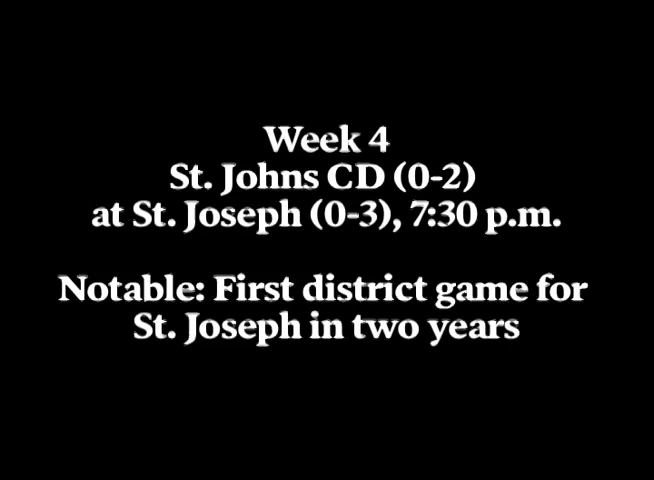 Week 4
St. Johns CD (0-2)
at St. Joseph (0-3), 7:30 p.m.
Notable: First district game for
St. Joseph in two years